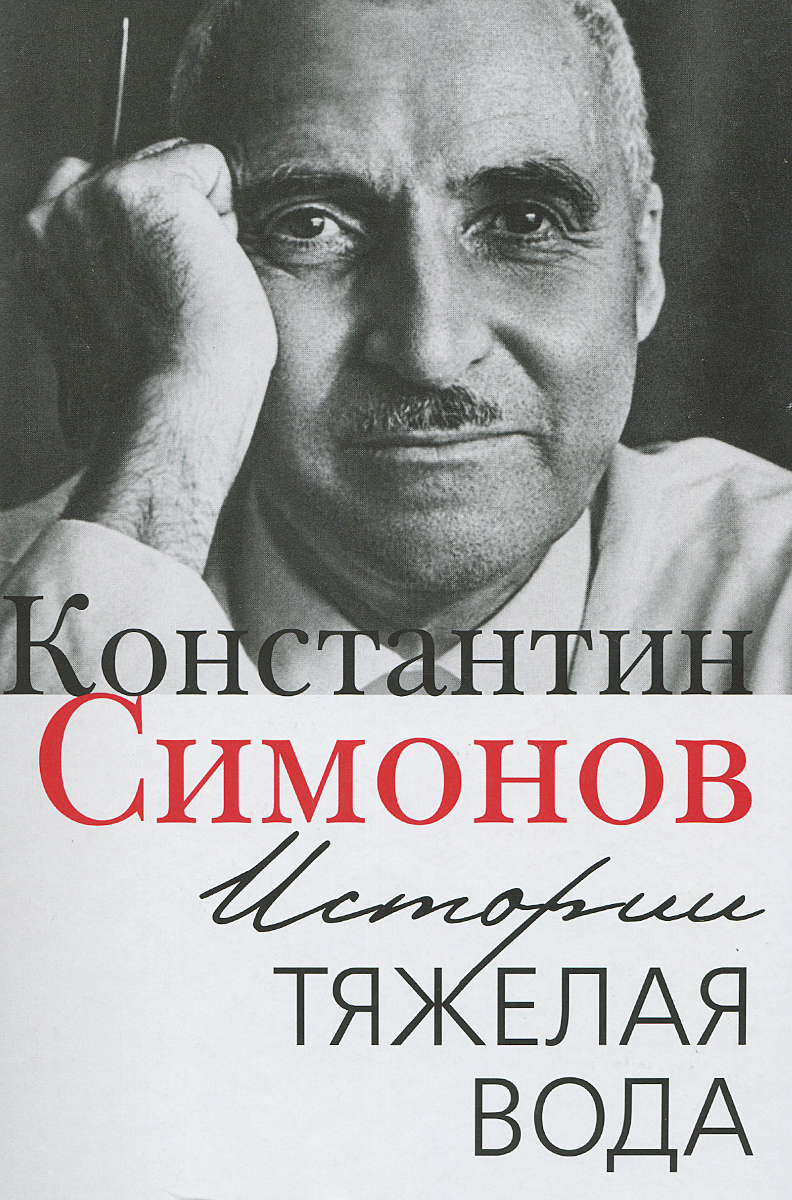 Константин
Симонов
Истории
ТЯЖЕЛАЯ
ВОДА